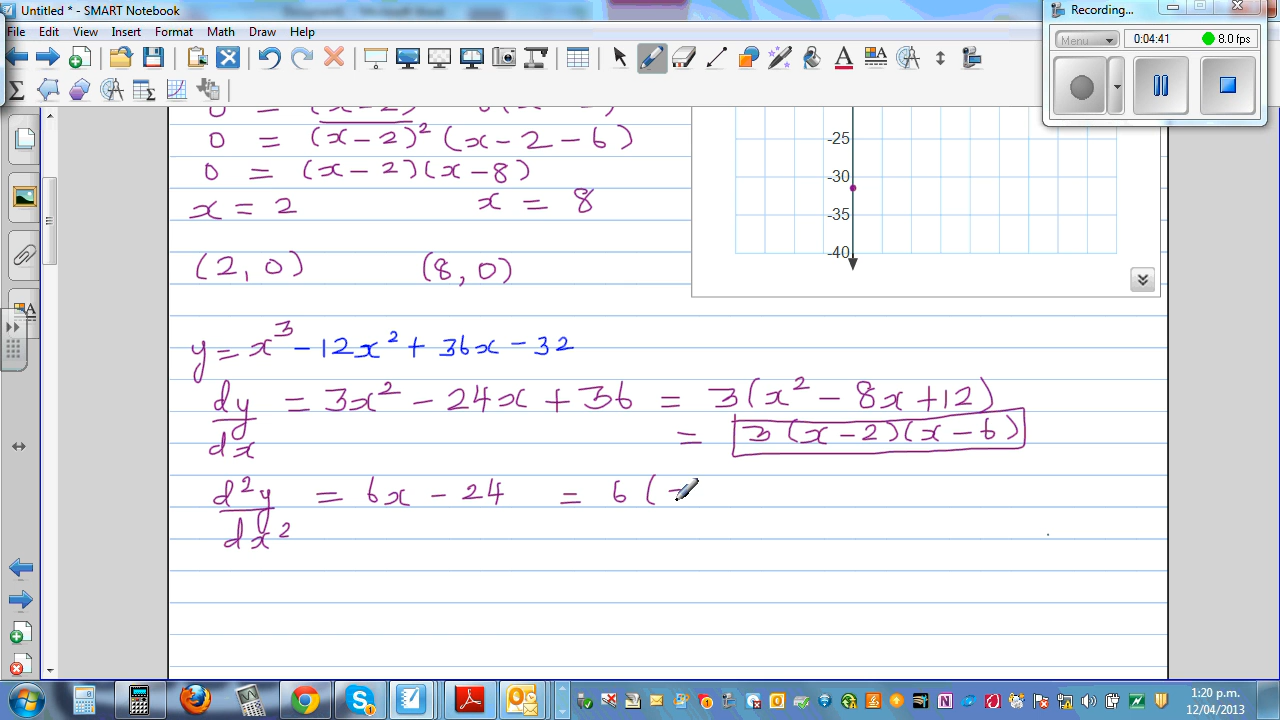 Untitled * - SMART Notebook
File Edit View Insert Format Math Draw Help
Recording...
Menu 0:04:41 8.0 fps
0 = (x-2)² (x-2-6)
0 = (x-2)(x-8)
x = 2 x = 8
(2, 0) (8, 0)
-25
-30
-35
-40
y = x³ - 12x² + 36x - 32
dy/dx = 3x² - 24x + 36 = 3(x² - 8x + 12)
= 3(x-2)(x-6)
d²y/dx² = 6x - 24 = 6(
1:20 p.m.
12/04/2013